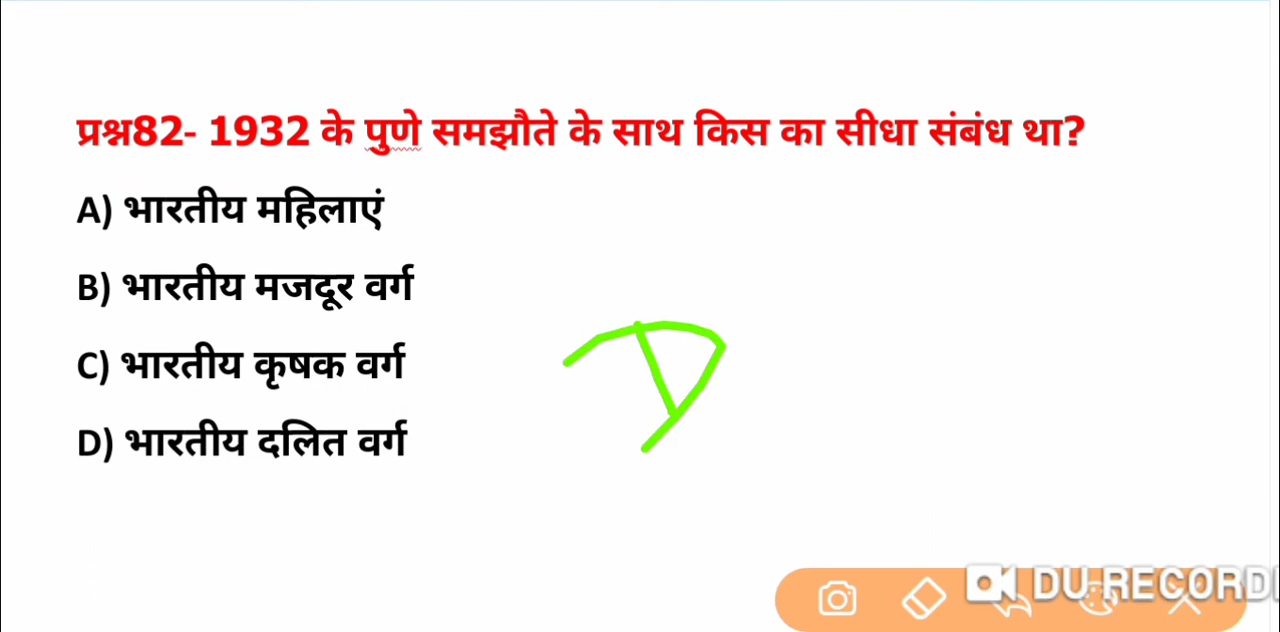 प्रश्न82- 1932 के पुणे समझौते के साथ किस का सीधा संबंध था?
A) भारतीय महिलाएं
B) भारतीय मजदूर वर्ग
C) भारतीय कृषक वर्ग
D) भारतीय दलित वर्ग
D
DU RECORD